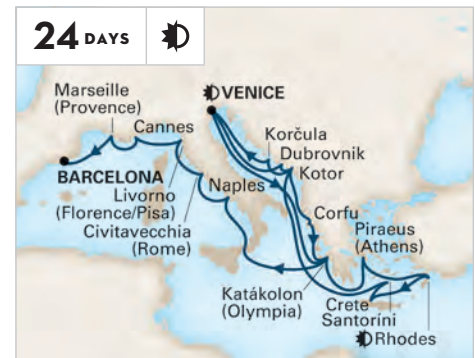 24 DAYS
Marseille
(Provence)
VENICE
Cannes
Korčula
Dubrovnik
Kotor
BARCELONA
Livorno
(Florence/Pisa)
Naples
Civitavecchia
(Rome)
Corfu
Piraeus
(Athens)
Katákolon
(Olympia)
Crete
Santoríni
Rhodes